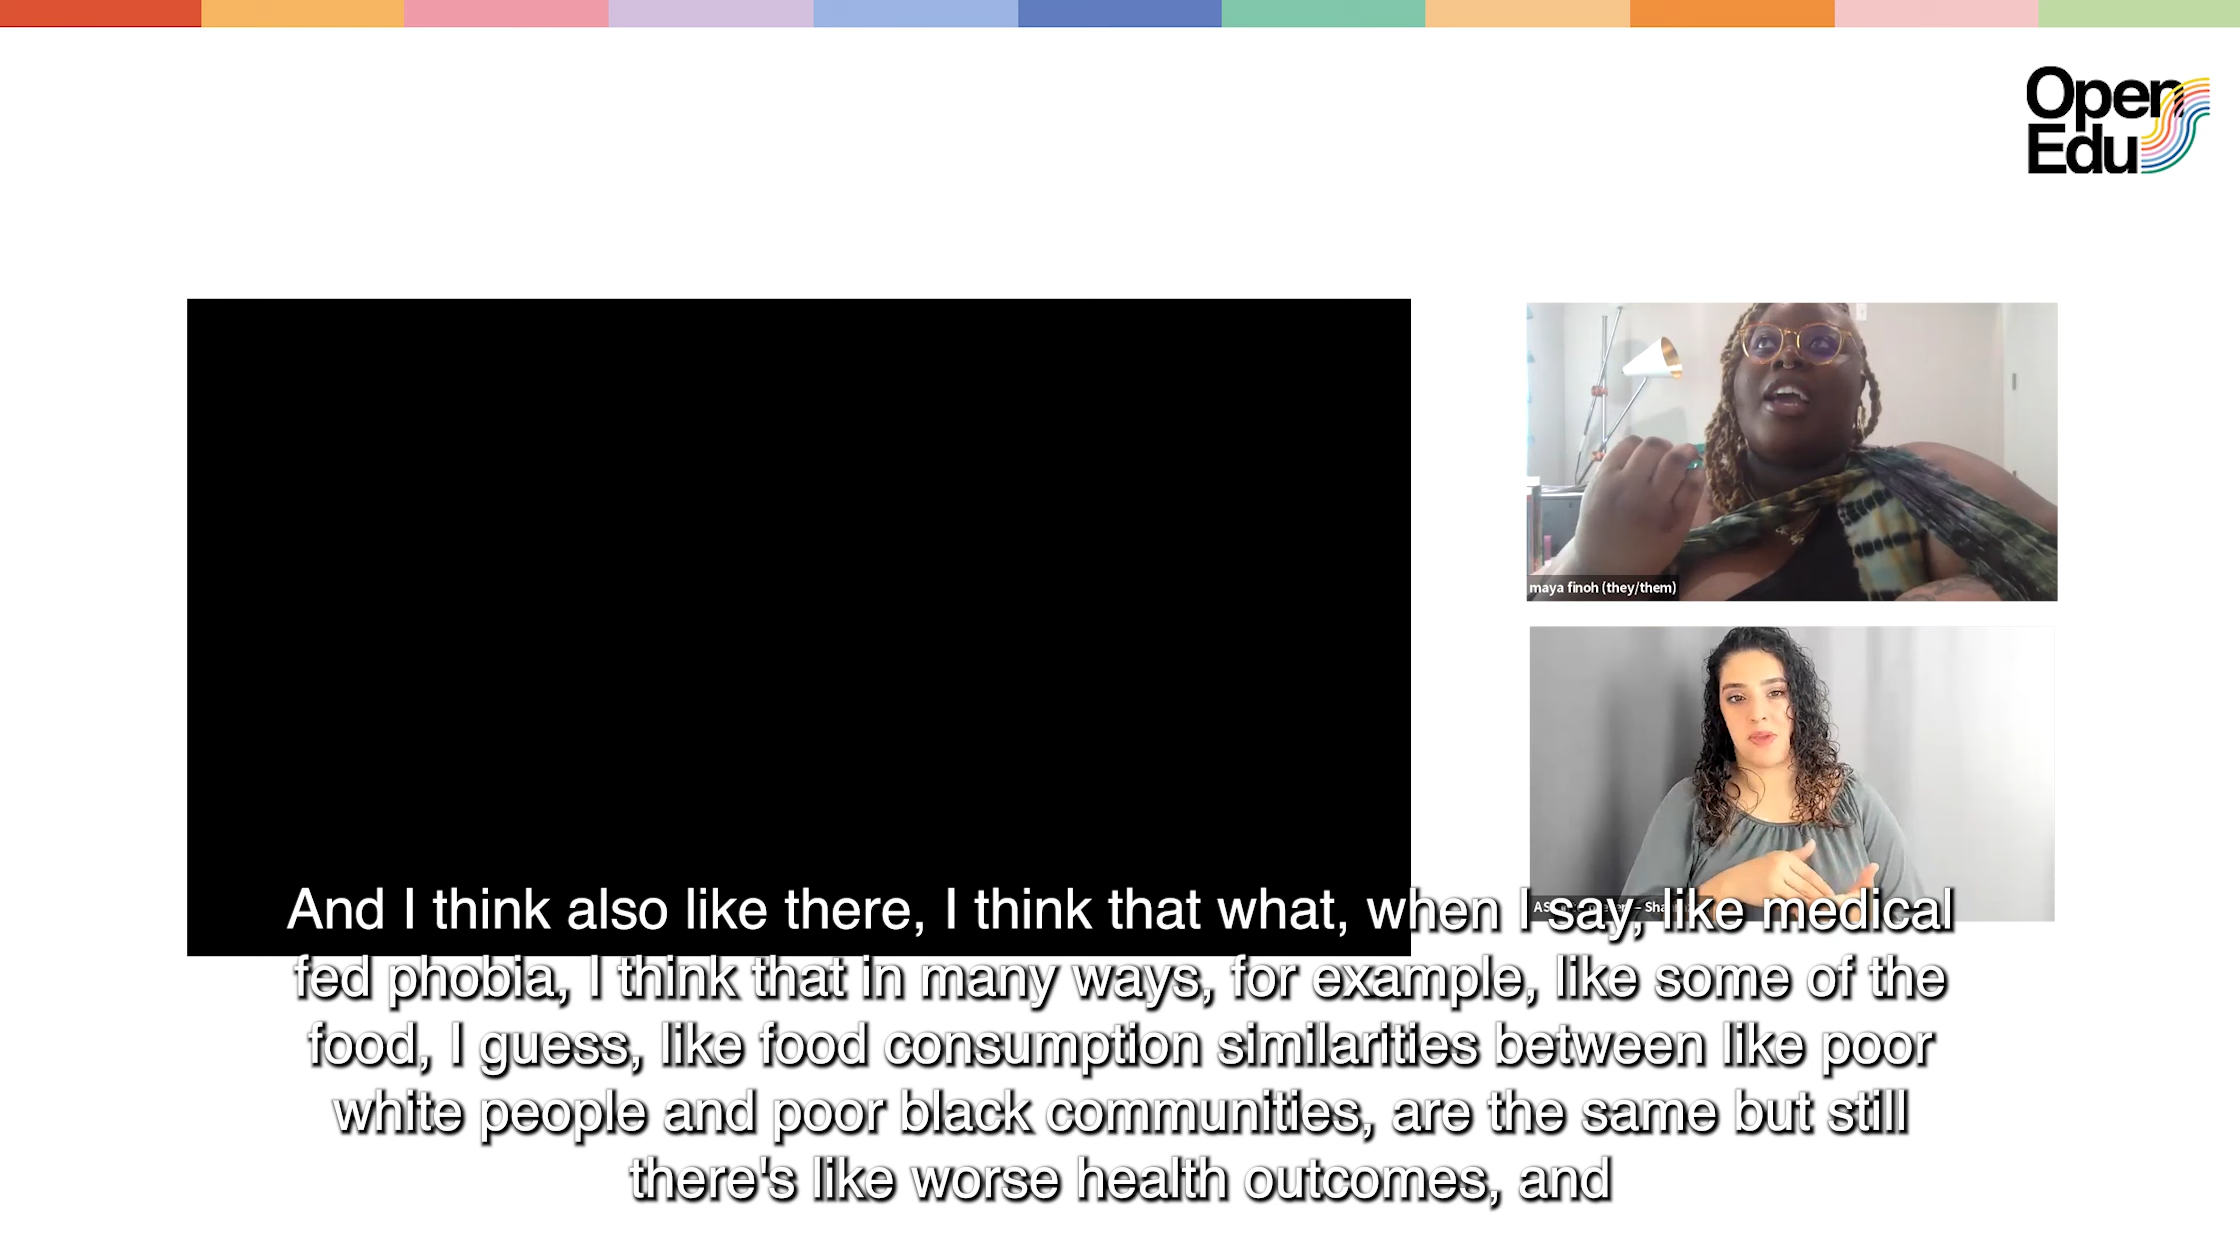 Open
Edu
maya finoh (they/them)
And I think also like there, I think that what, when I say, like medical
fed phobia, I think that in many ways, for example, like some of the
food, I guess, like food consumption similarities between like poor
white people and poor black communities, are the same but still
there's like worse health outcomes, and